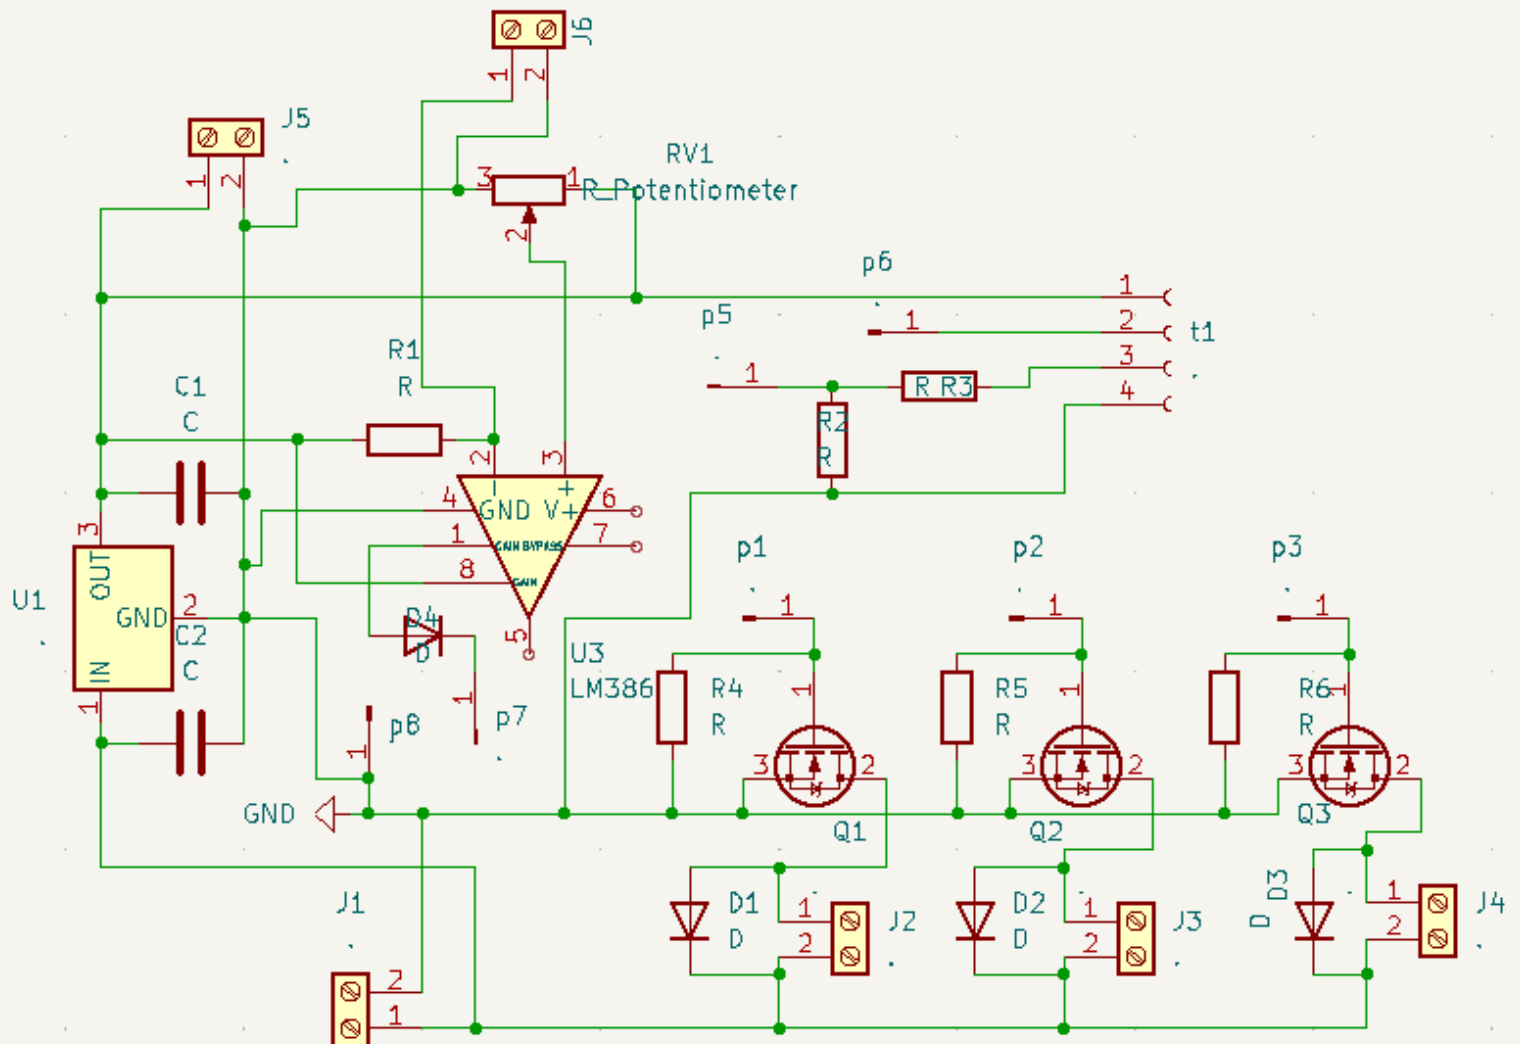 J6
1 2
J5
1 2
RV1
3 1
R_Potentiometer
2
p6
1
p5
1
2
t1
R1
1
3
C1
R
R R3
4
C
R2
R
2 3
3
4 GND V+ 6
1 GAIN BYPASS 7
8 GAIN
p1
p2
p3
OUT
U1
GND 2
1
1
1
C2
D4
5
C
D
U3
IN
LM386
1
R4
1
R5
1
R6
1
p8
1
p7
R
R
R
1
3 2
3 2
3 2
GND
Q1
Q2
Q3
J1
D1
1
J2
D2
1
J3
D D3
1
J4
D
2
D
2
2
2
1